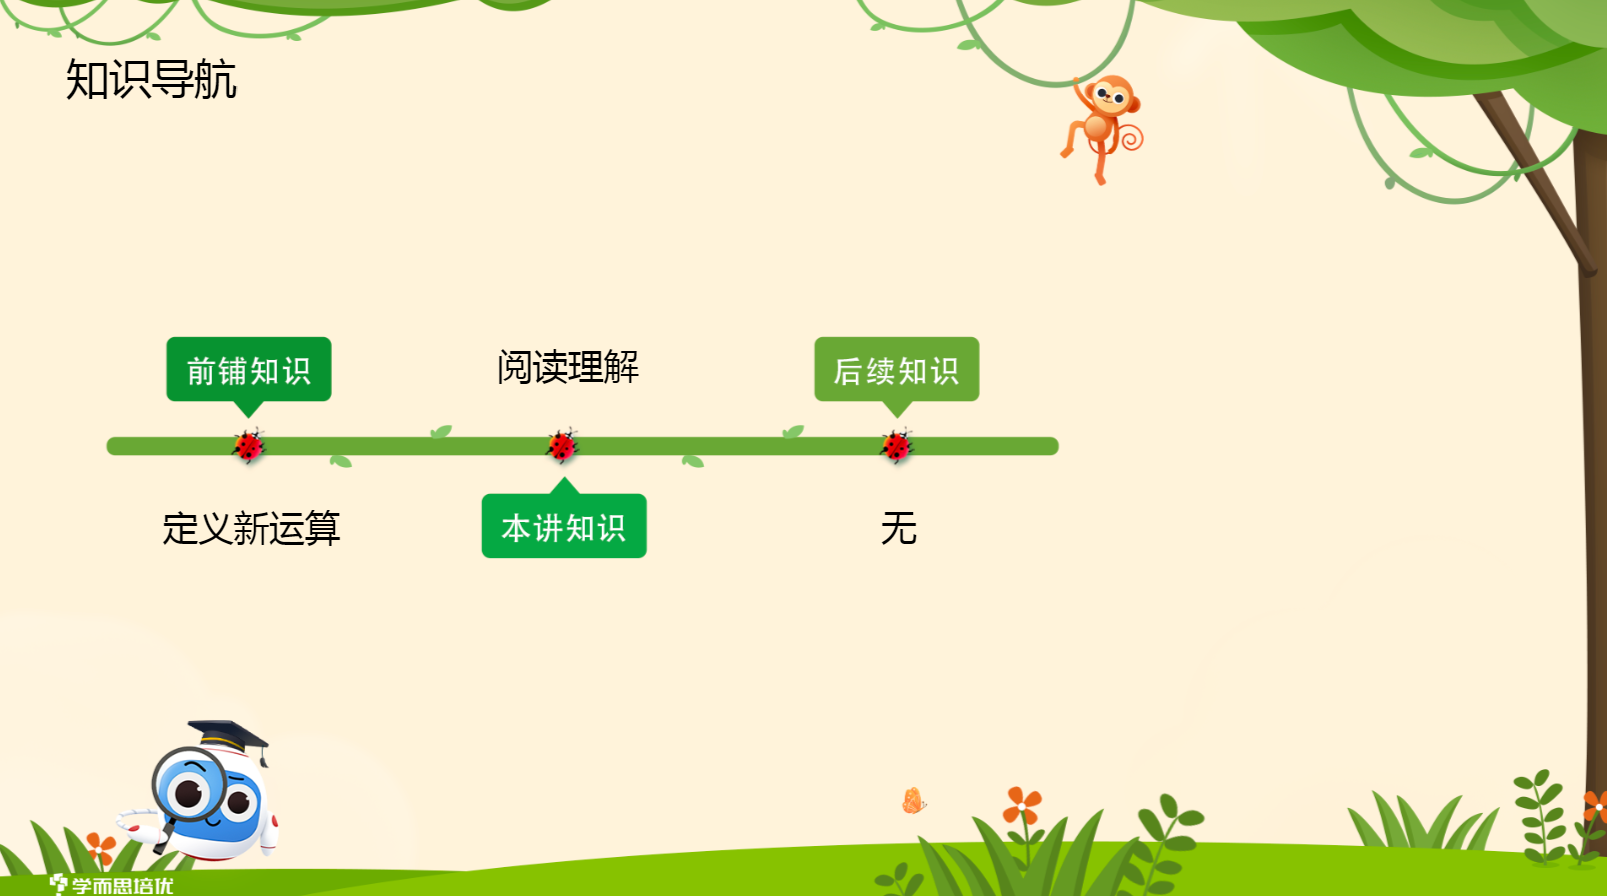 知识导航
前铺知识
阅读理解
后续知识
定义新运算
本讲知识
无
学而思培优